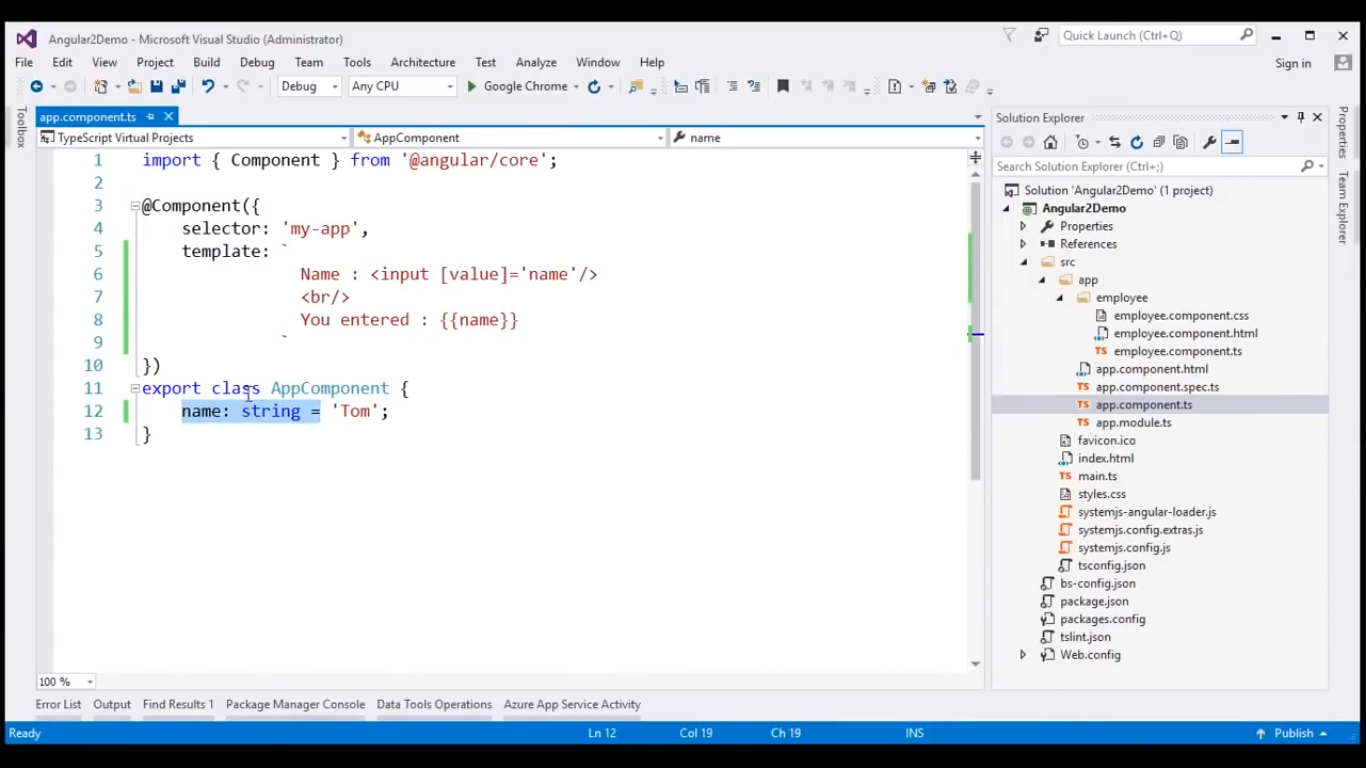 Angular2Demo - Microsoft Visual Studio (Administrator)
Quick Launch (Ctrl+Q)
File Edit View Project Build Debug Team Tools Architecture Test Analyze Window Help
Sign in
Debug Any CPU Google Chrome
Toolbox
app.component.ts
TypeScript Virtual Projects AppComponent name
1 import { Component } from '@angular/core';
2
3 @Component({
4 selector: 'my-app',
5 template: `
6 Name : <input [value]='name'/>
7 <br/>
8 You entered : {{name}}
9 `
10 })
11 export class AppComponent {
12 name: string = 'Tom';
13 }
100 %
Solution Explorer
Search Solution Explorer (Ctrl+;)
Solution 'Angular2Demo' (1 project)
Angular2Demo
Properties
References
src
app
employee
employee.component.css
employee.component.html
TS employee.component.ts
app.component.html
TS app.component.spec.ts
TS app.component.ts
TS app.module.ts
favicon.ico
index.html
TS main.ts
styles.css
systemjs-angular-loader.js
systemjs.config.extras.js
systemjs.config.js
tsconfig.json
bs-config.json
package.json
packages.config
tslint.json
Web.config
Properties
Team Explorer
Error List Output Find Results 1 Package Manager Console Data Tools Operations Azure App Service Activity
Ready Ln 12 Col 19 Ch 19 INS Publish